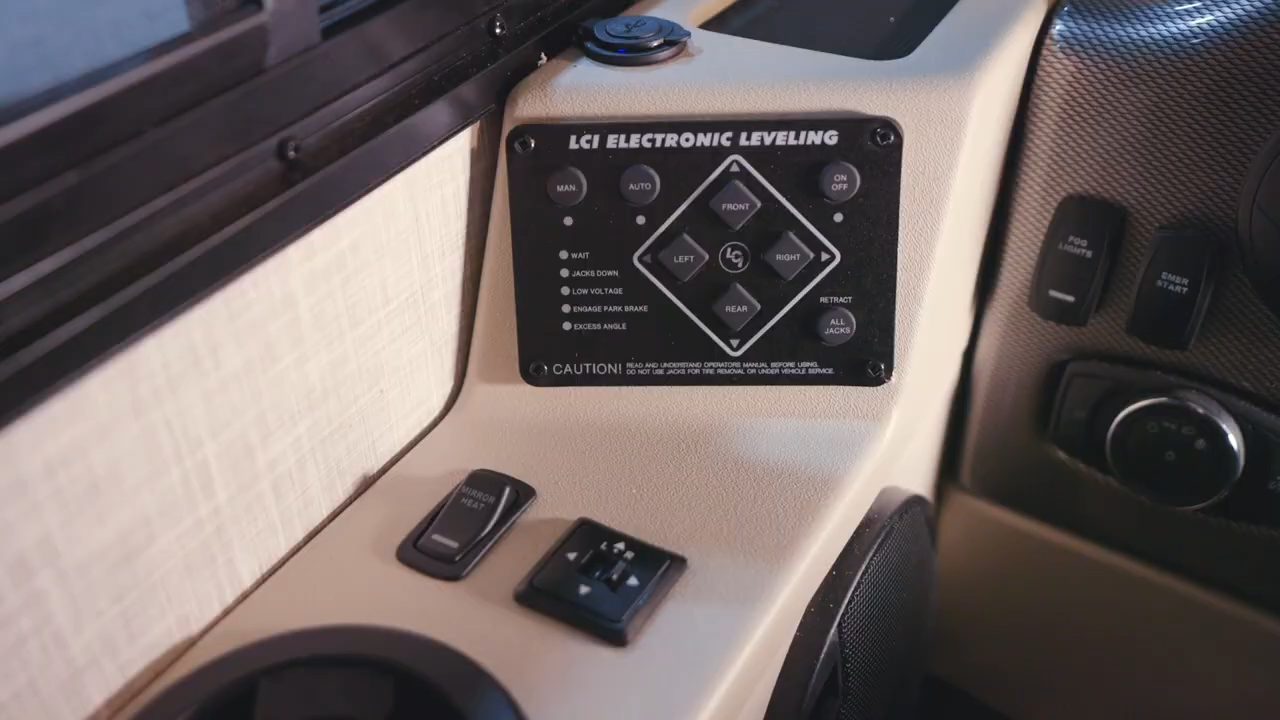 LCI ELECTRONIC LEVELING
MAN.
AUTO
ON
OFF
FRONT
LEFT
LCI
RIGHT
REAR
WAIT
JACKS DOWN
LOW VOLTAGE
ENGAGE PARK BRAKE
EXCESS ANGLE
RETRACT
ALL
JACKS
CAUTION! READ AND UNDERSTAND OPERATORS MANUAL BEFORE USING.
DO NOT USE JACKS FOR TIRE REMOVAL OR UNDER VEHICLE SERVICE.
FOG
LIGHTS
EMER
START
MIRROR
HEAT
L R